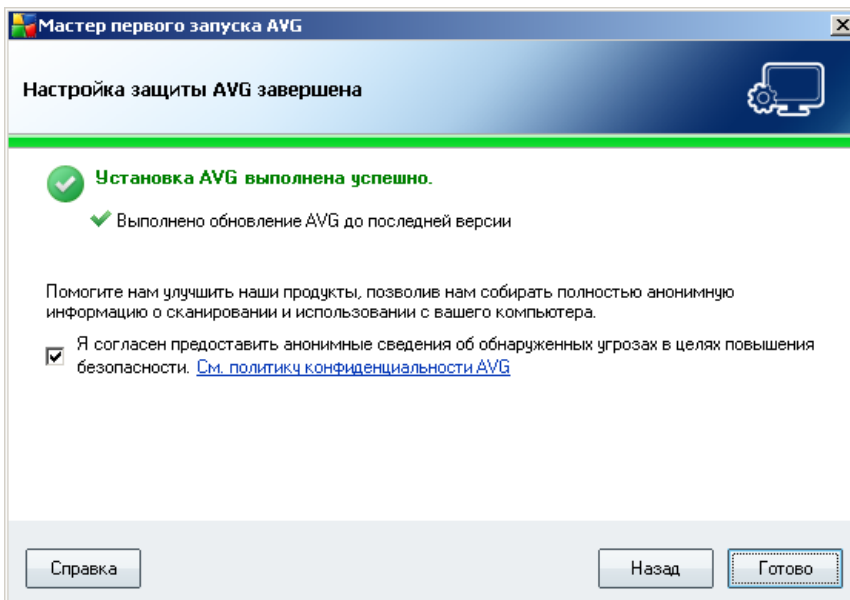 Мастер первого запуска AVG
Настройка защиты AVG завершена
Установка AVG выполнена успешно.
Выполнено обновление AVG до последней версии
Помогите нам улучшить наши продукты, позволив нам собирать полностью анонимную
информацию о сканировании и использовании с вашего компьютера.
Я согласен предоставить анонимные сведения об обнаруженных угрозах в целях повышения
безопасности. См. политику конфиденциальности AVG
Справка
Назад
Готово